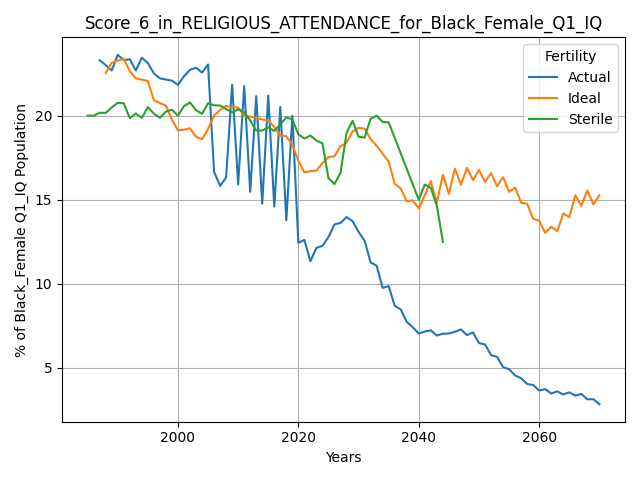 Score_6_in_RELIGIOUS_ATTENDANCE_for_Black_Female_Q1_IQ
Fertility
Actual
Ideal
Sterile
% of Black_Female Q1_IQ Population
20
15
10
5
2000
2020
2040
2060
Years